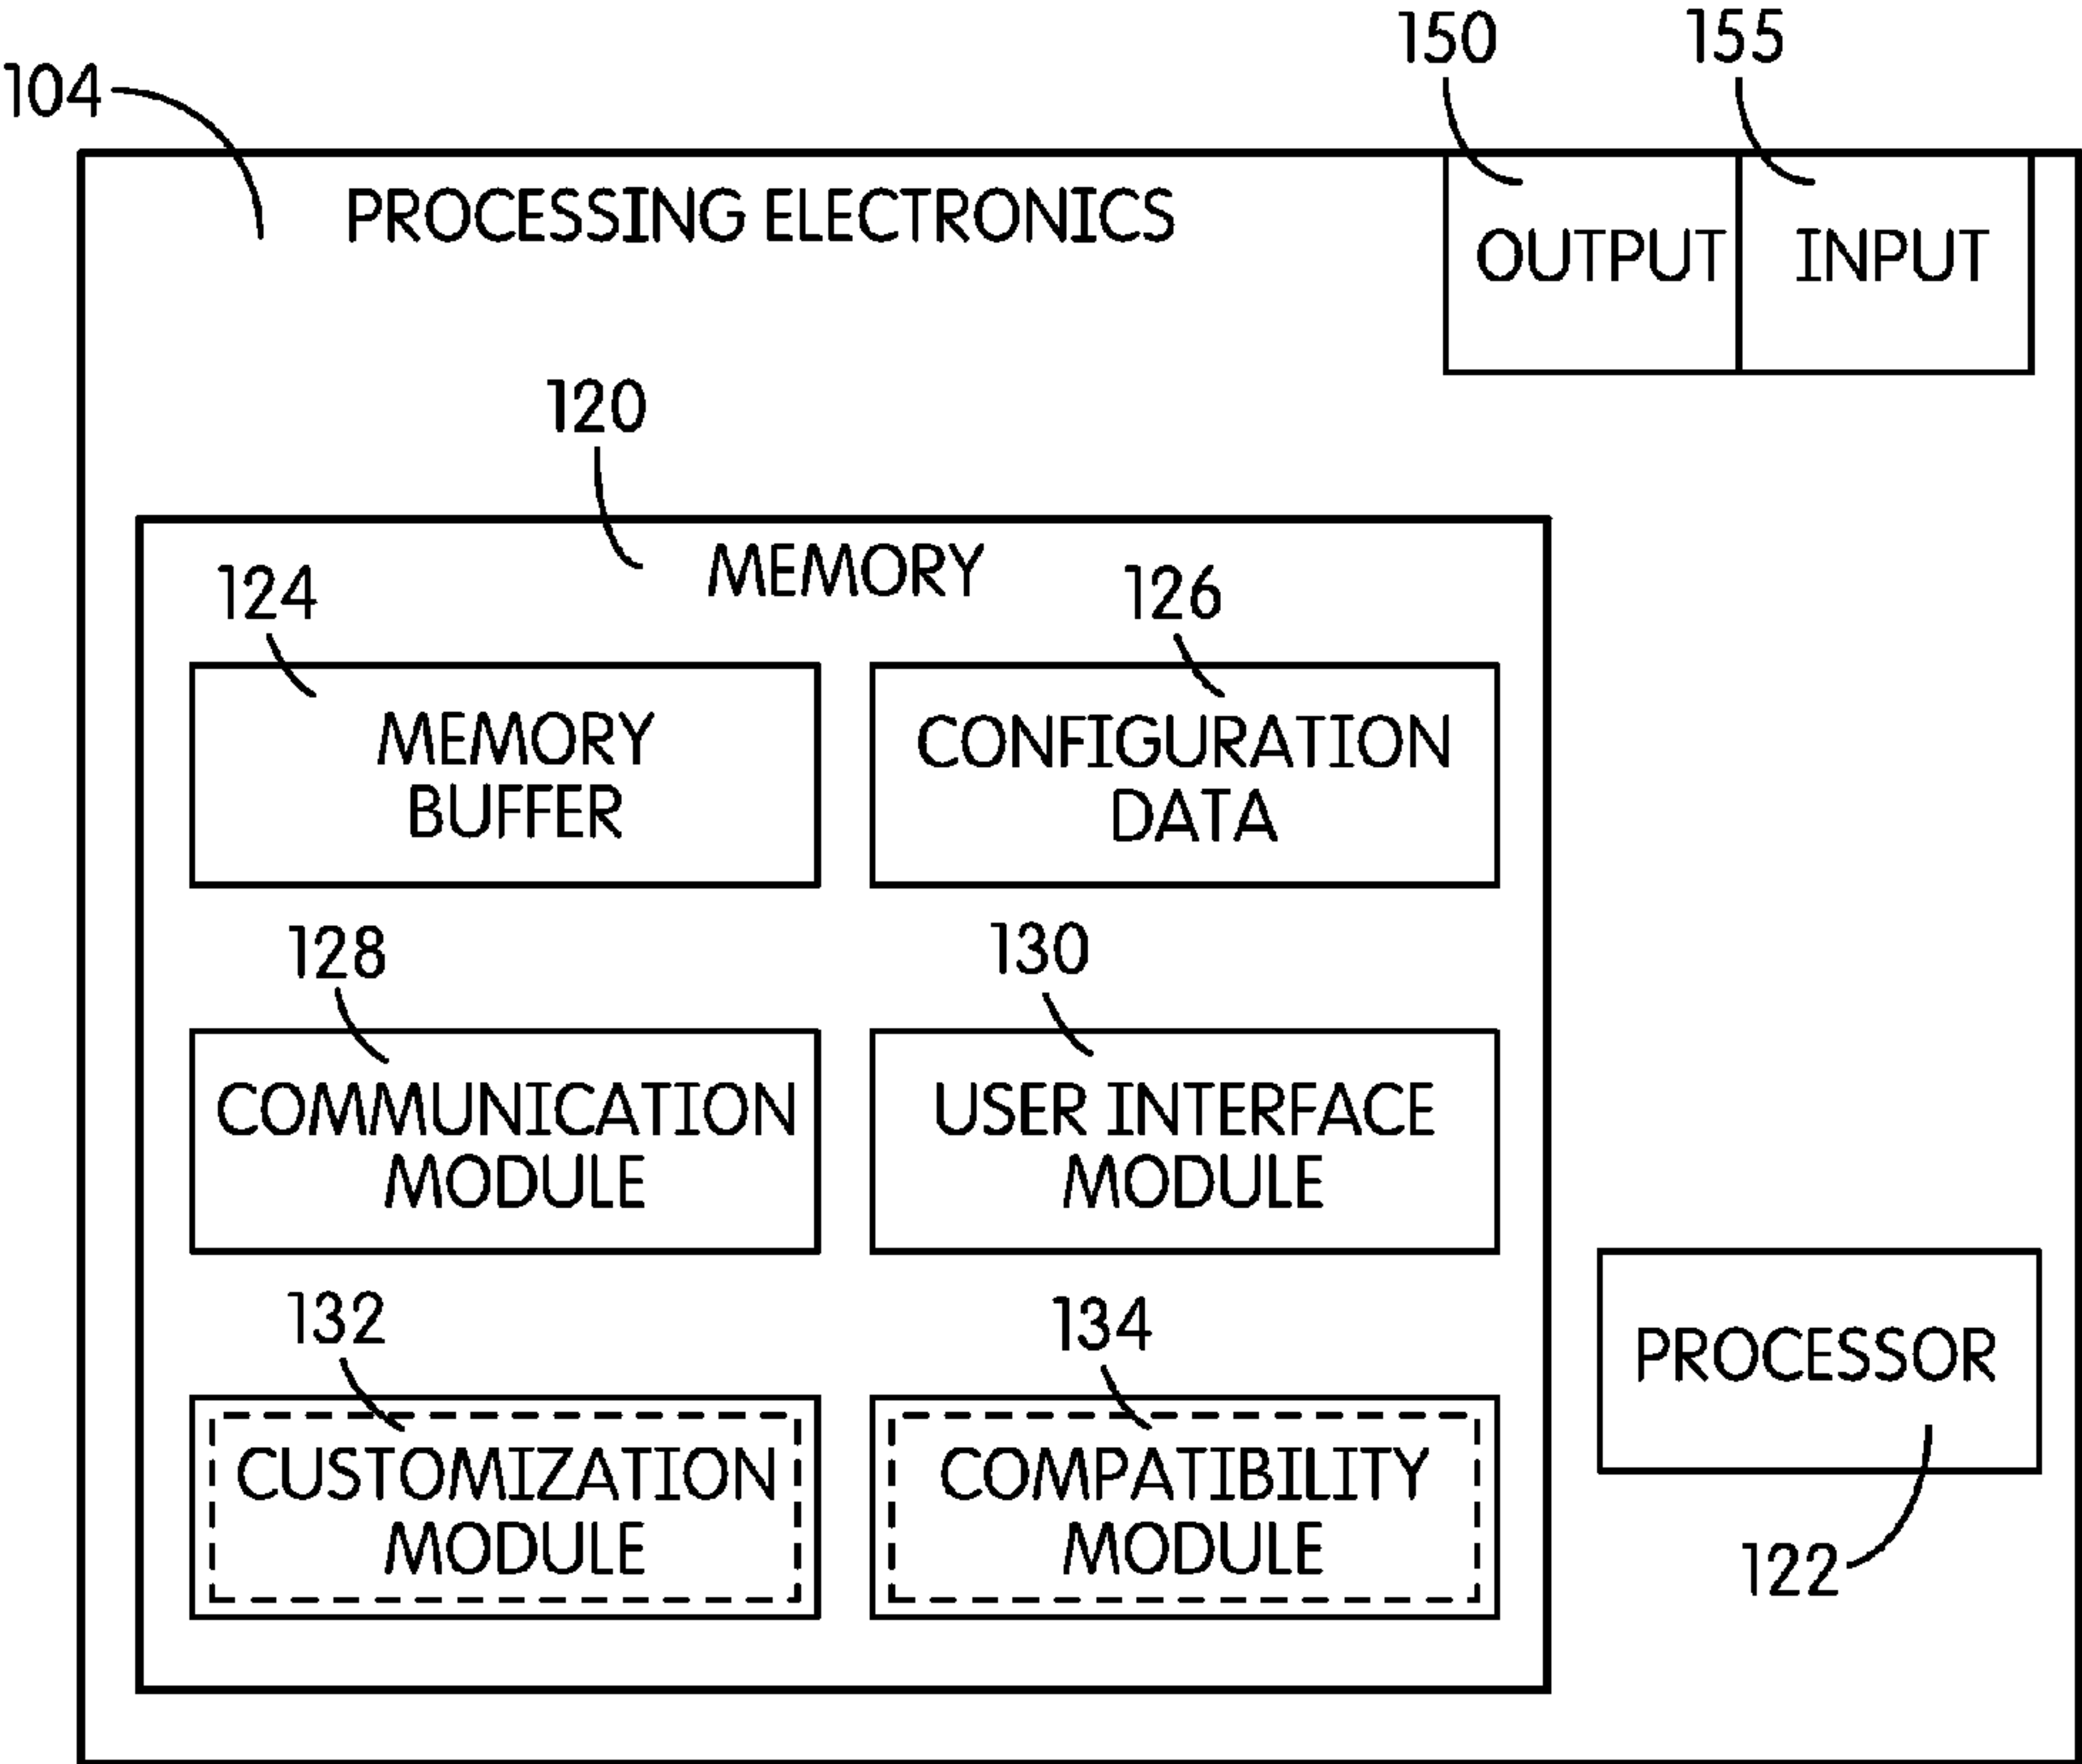 150
155
104
PROCESSING ELECTRONICS
OUTPUT
INPUT
120
MEMORY
124
126
MEMORY
BUFFER
CONFIGURATION
DATA
128
130
COMMUNICATION
MODULE
USER INTERFACE
MODULE
132
134
CUSTOMIZATION
MODULE
COMPATIBILITY
MODULE
PROCESSOR
122